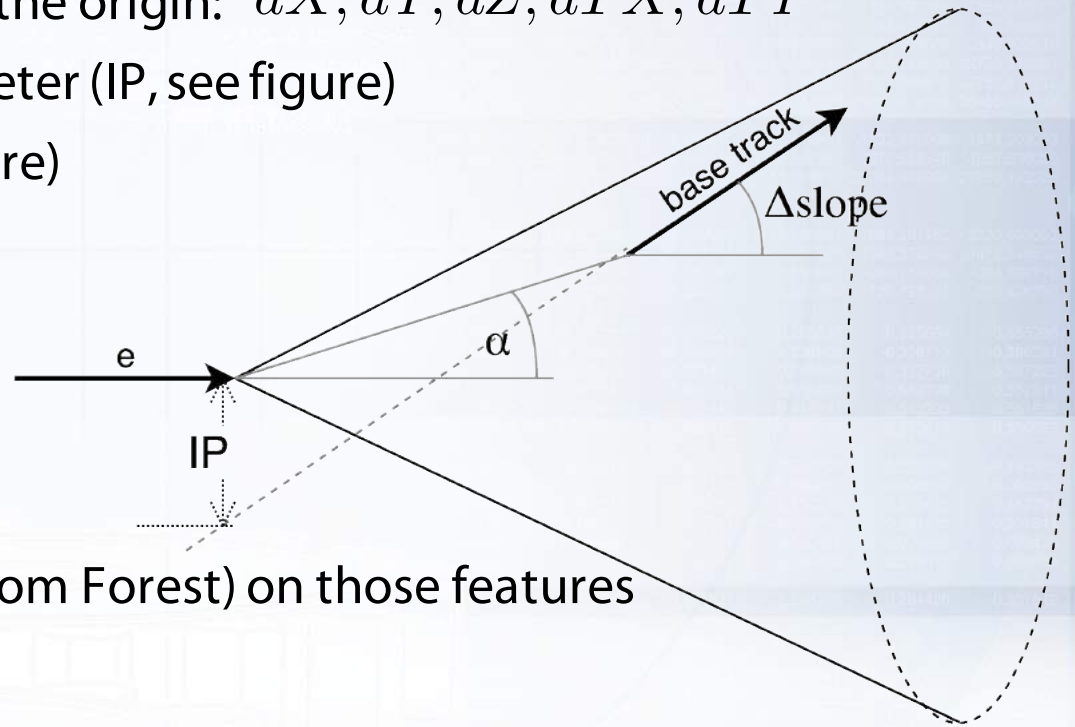 the origin: dX, dY, dZ, dTX, dTY
eter (IP, see figure)
re)
base track
Δslope
α
e
IP
om Forest) on those features